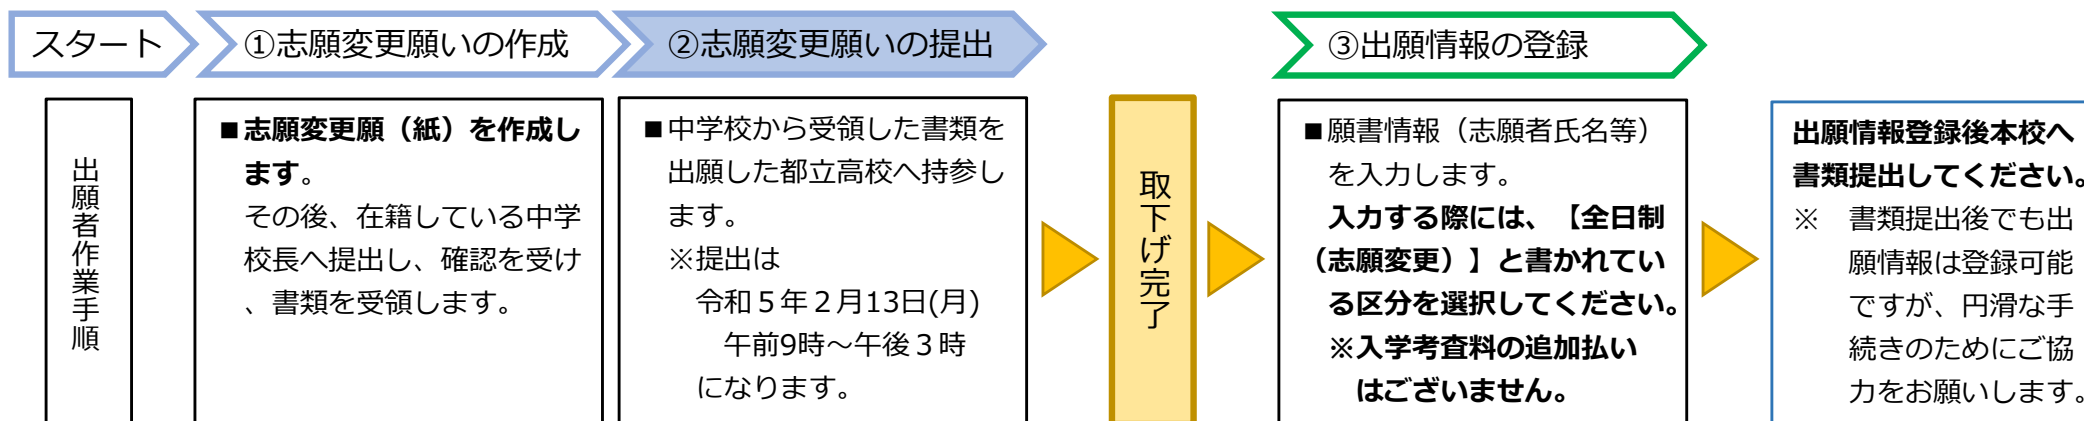 スタート
①志願変更願いの作成
②志願変更願いの提出
③出願情報の登録
出願者作業手順
■志願変更願（紙）を作成し
ます。
その後、在籍している中学
校長へ提出し、確認を受け
、書類を受領します。
■中学校から受領した書類を
出願した都立高校へ持参し
ます。
※提出は
令和５年２月13日(月)
午前9時～午後３時
になります。
取下げ完了
■願書情報（志願者氏名等）
を入力します。
入力する際には、【全日制
（志願変更）】と書かれてい
る区分を選択してください。
※入学考査料の追加払い
はございません。
出願情報登録後本校へ
書類提出してください。
※　書類提出後でも出
願情報は登録可能
ですが、円滑な手
続きのためにご協
力をお願いします。